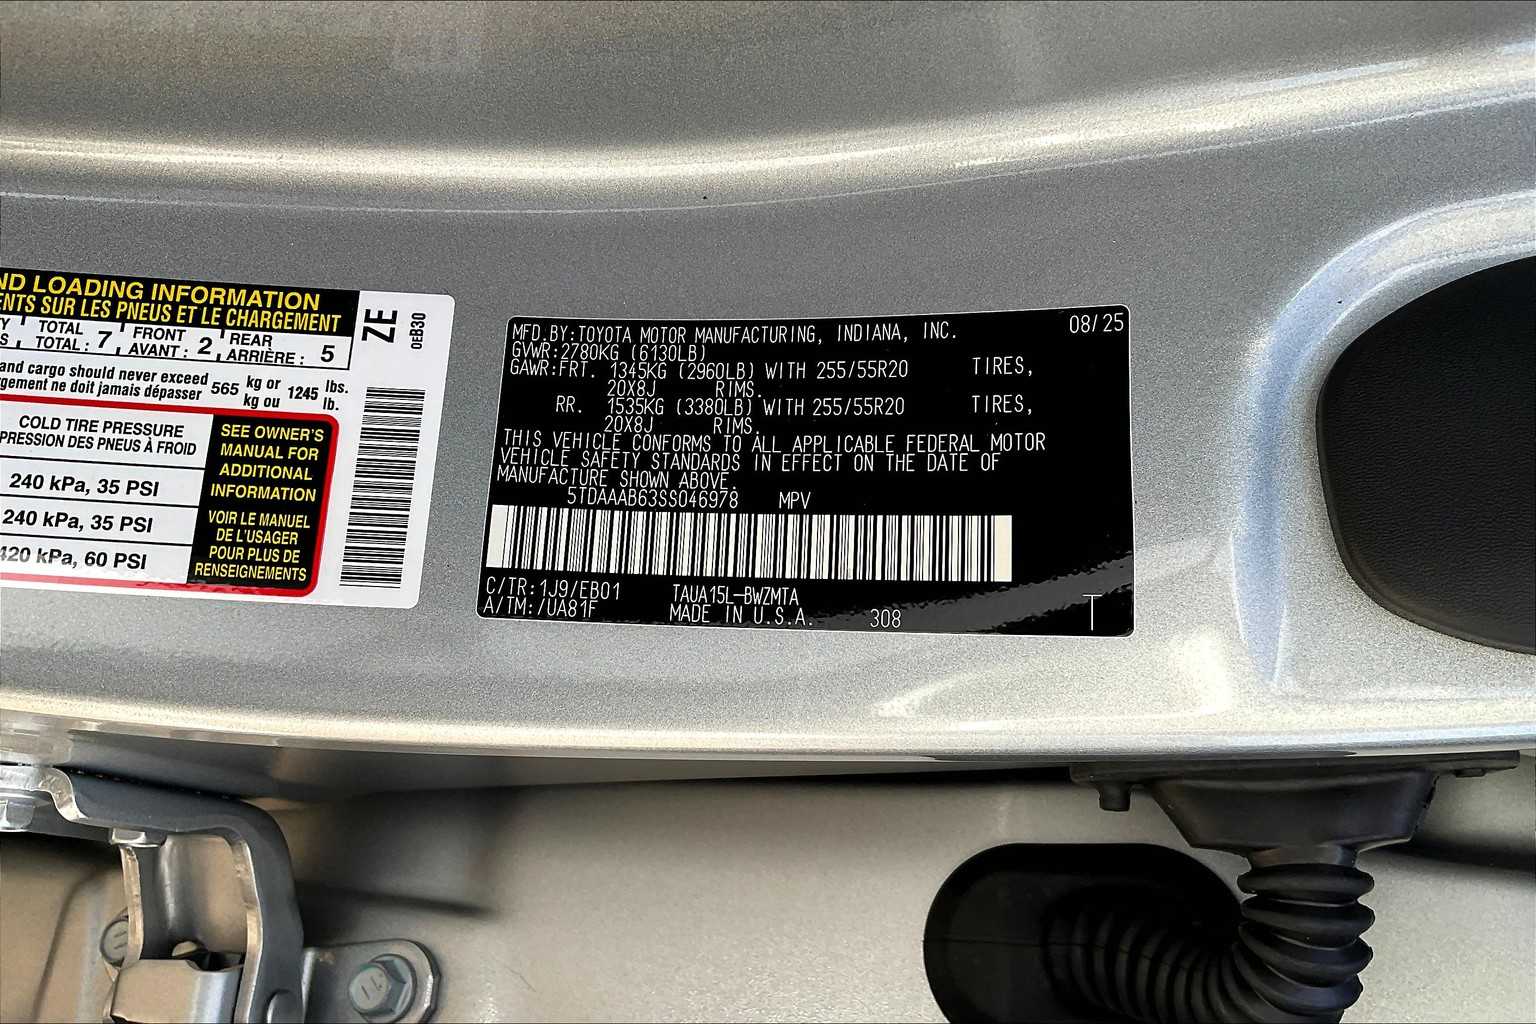 ND LOADING INFORMATION
ENTS SUR LES PNEUS ET LE CHARGEMENT
TOTAL
TOTAL : 7
FRONT
AVANT : 2
REAR
ARRIÈRE : 5
and cargo should never exceed
gement ne doit jamais dépasser
565
kg or
kg ou
1245
lbs.
lb.
COLD TIRE PRESSURE
PRESSION DES PNEUS À FROID
240 kPa, 35 PSI
240 kPa, 35 PSI
420 kPa, 60 PSI
SEE OWNER'S
MANUAL FOR
ADDITIONAL
INFORMATION
VOIR LE MANUEL
DE L'USAGER
POUR PLUS DE
RENSEIGNEMENTS
ZE
0EB30
MFD.BY:TOYOTA MOTOR MANUFACTURING, INDIANA, INC. 08/25
GVWR:2780KG (6130LB)
GAWR:FRT. 1345KG (2960LB) WITH 255/55R20 TIRES,
20X8J RIMS.
RR. 1535KG (3380LB) WITH 255/55R20 TIRES,
20X8J RIMS.
THIS VEHICLE CONFORMS TO ALL APPLICABLE FEDERAL MOTOR
VEHICLE SAFETY STANDARDS IN EFFECT ON THE DATE OF
MANUFACTURE SHOWN ABOVE.
5TDAAAB63SS046978 MPV
C/TR:1J9/EB01 TAUA15L-BWZMTA
A/TM:/UA81F MADE IN U.S.A. 308 T